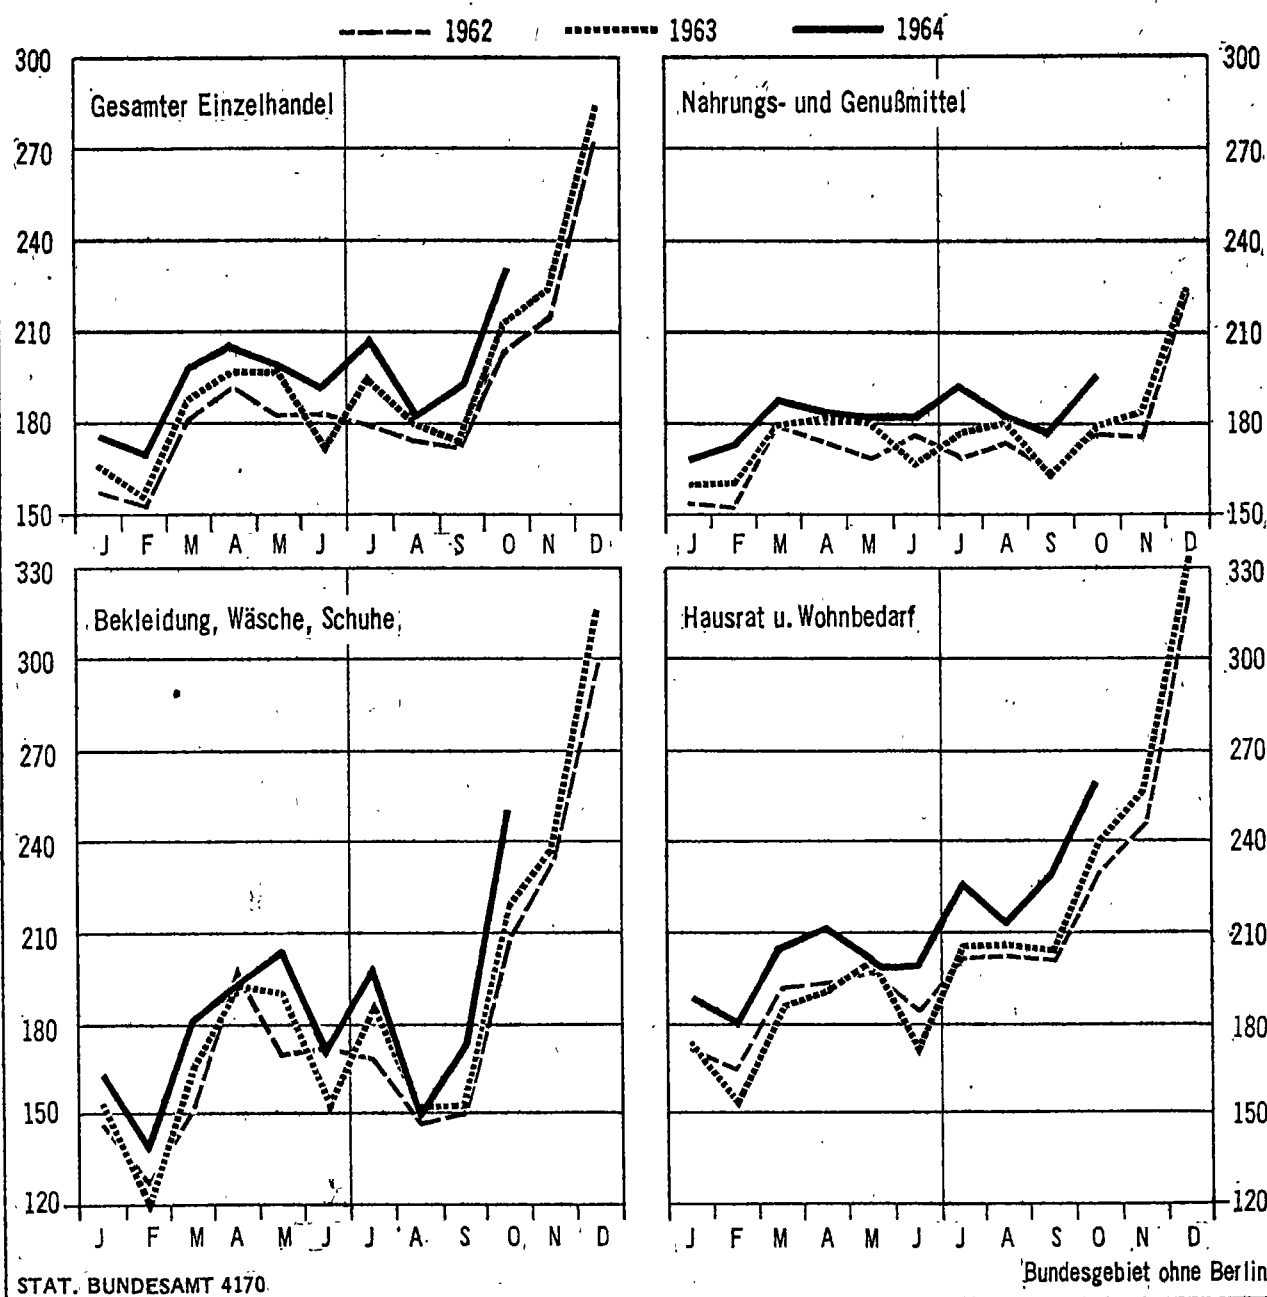 1962 1963 1964
300 300
Gesamter Einzelhandel Nahrungs- und Genußmittel
270 270
240 240
210 210
180 180
150 150
J F M A M J J A S O N D J F M A M J J A S O N D
330 330
Bekleidung, Wäsche, Schuhe Hausrat u. Wohnbedarf
300 300
270 270
240 240
210 210
180 180
150 150
120 120
J F M A M J J A S O N D J F M A M J J A S O N D
STAT. BUNDESAMT 4170 Bundesgebiet ohne Berlin